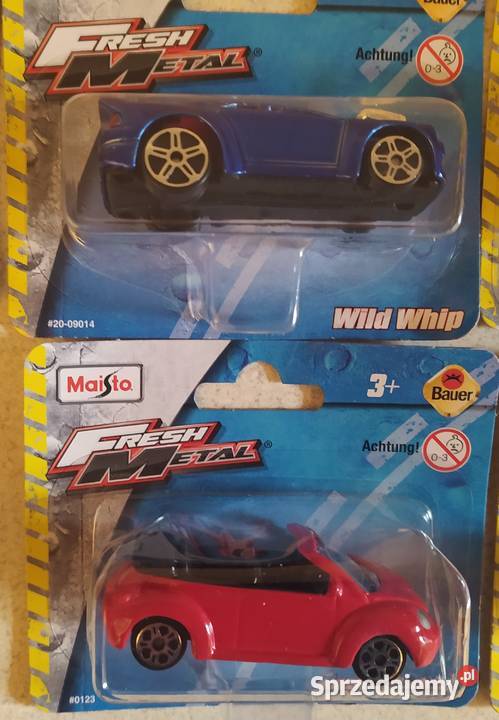 Bauer
FRESH
METAL®
Achtung!
0-3
#20-09014
Wild Whip
Maisto
3+
Bauer
FRESH
METAL®
Achtung!
0-3
#0123
Sprzedajemy.pl